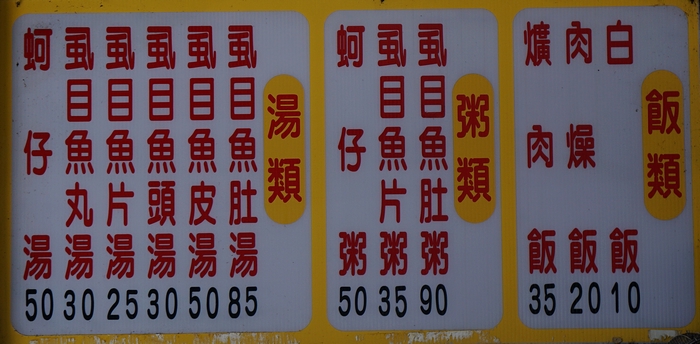 湯類
虱目魚肚湯 85
虱目魚皮湯 50
虱目魚頭湯 30
虱目魚片湯 25
虱目魚丸湯 30
蚵仔湯 50
粥類
虱目魚肚粥 90
虱目魚片粥 35
蚵仔粥 50
飯類
白飯 10
肉燥飯 20
爌肉飯 35